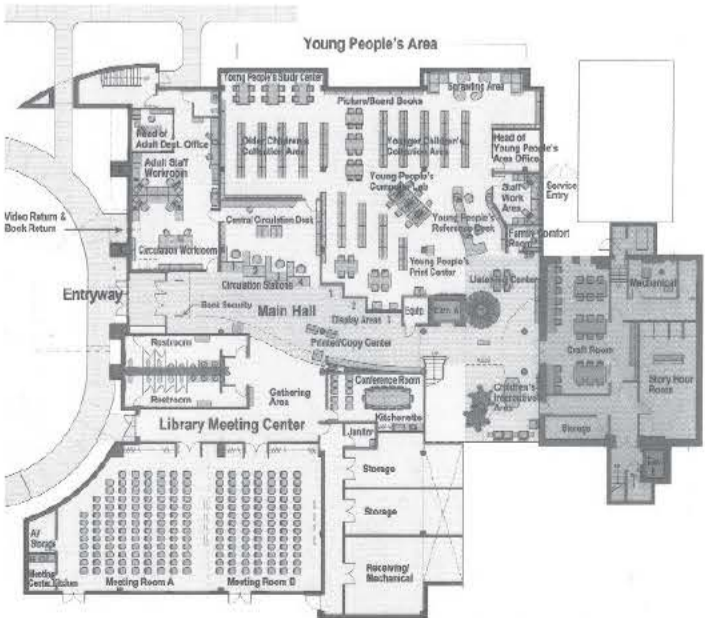 Young People's Area
Young People's Study Center
Sprawling Area
Picture/Board Books
Head of
Adult Dept. Office
Older Children's
Collection Area
Younger Children's
Collection Area
Head of
Young People's
Area Office
Adult Staff
Workroom
Young People's
Computer Lab
Staff
Work
Area
Service
Entry
Video Return &
Book Return
Central Circulation Desk
Young People's
Reference Desk
Family Comfort
Room
Circulation Workroom
Young People's
Print Center
Circulation Stations
Listening Center
Mechanical
Entryway
Book Security
Main Hall
Display Areas
Equip.
Printed/Copy Center
Restroom
Craft Room
Conference Room
Story Hour
Room
Restroom
Gathering
Area
Children's
Interactive
Area
Kitchenette
Library Meeting Center
Janitor
Storage
Storage
Storage
A/V
Storage
Meeting
Center Kitchen
Meeting Room A
Meeting Room B
Receiving/
Mechanical